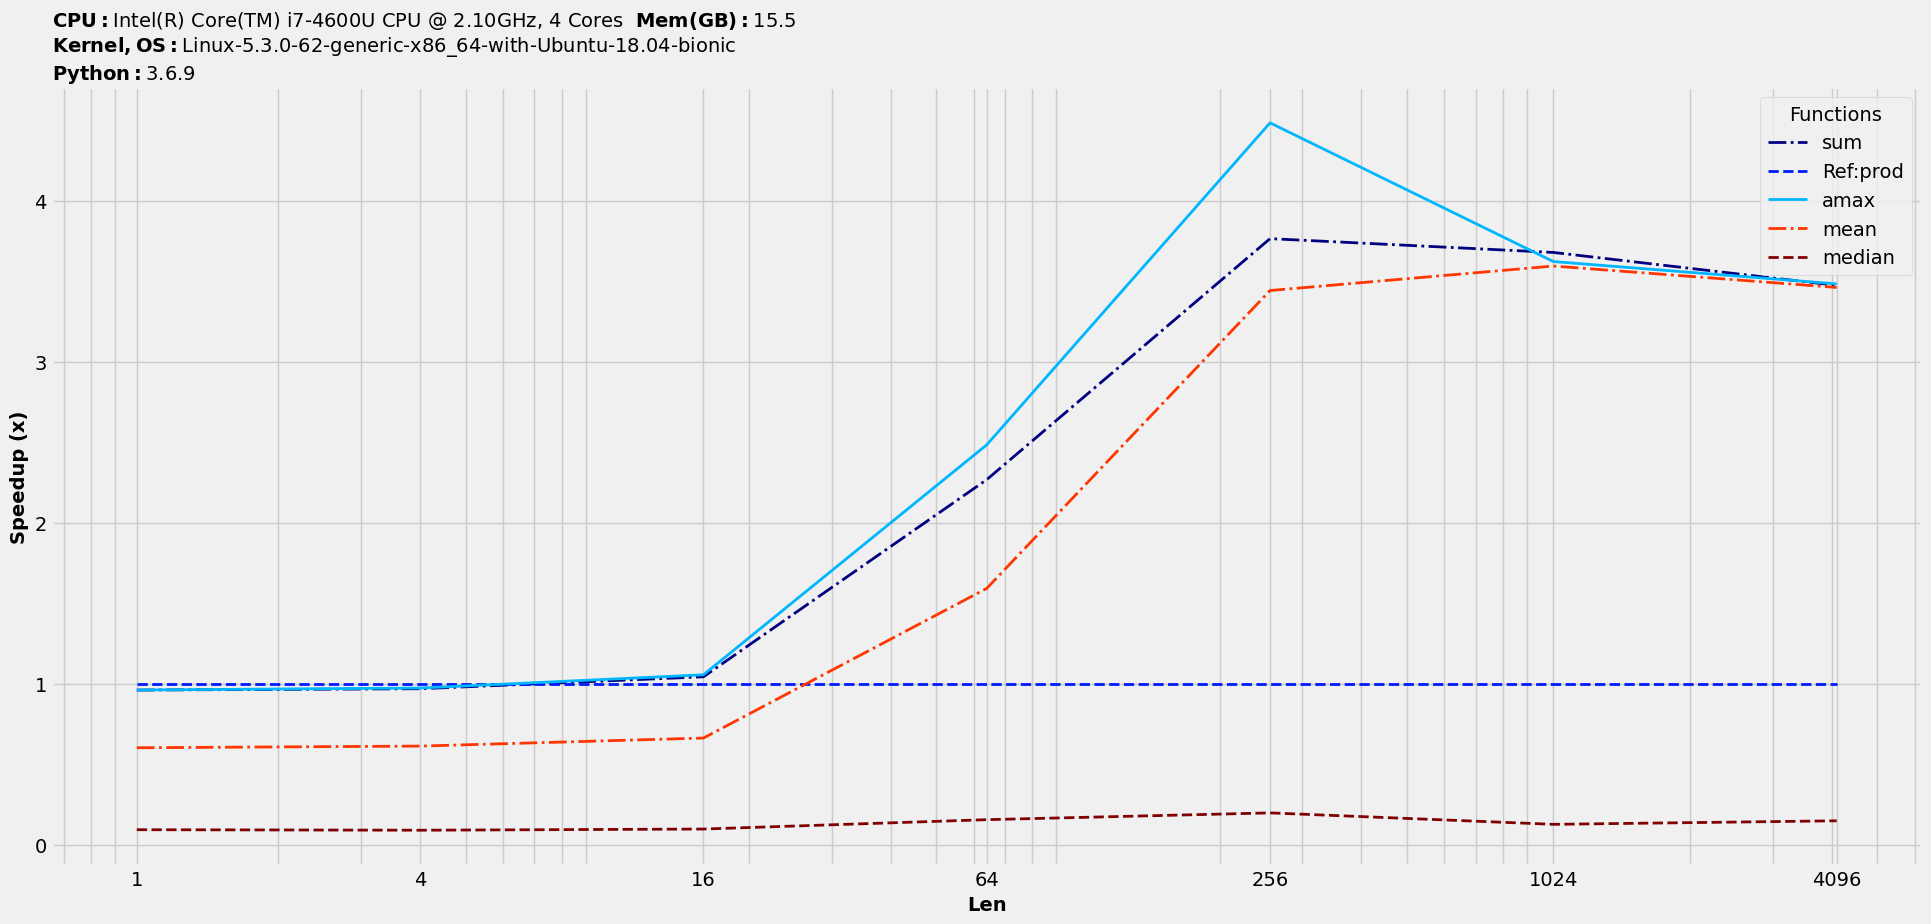 CPU: Intel(R) Core(TM) i7-4600U CPU @ 2.10GHz, 4 Cores Mem(GB): 15.5
Kernel, OS: Linux-5.3.0-62-generic-x86_64-with-Ubuntu-18.04-bionic
Python: 3.6.9
Functions
sum
Ref:prod
amax
mean
median
Speedup (x)
4
3
2
1
0
1 4 16 64 256 1024 4096
Len